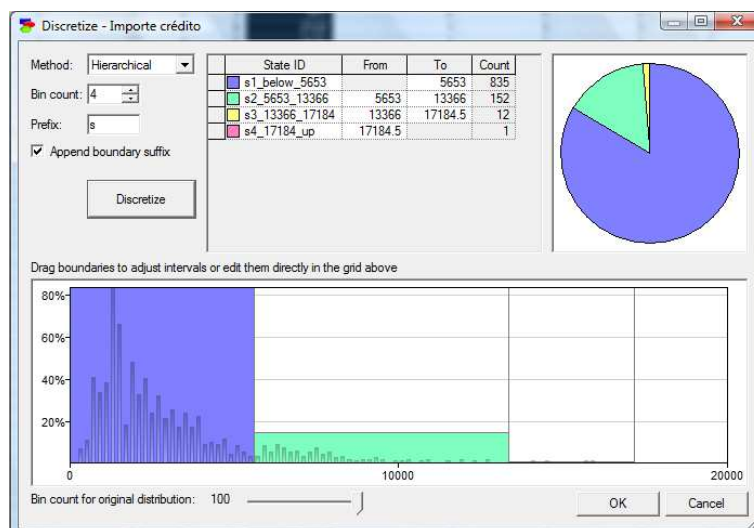 Discretize - Importe crédito
Method: Hierarchical
Bin count: 4
Prefix: s
Append boundary suffix
Discretize
State ID From To Count
s1_below_5653 5653 835
s2_5653_13366 5653 13366 152
s3_13366_17184 13366 17184.5 12
s4_17184_up 17184.5 1
Drag boundaries to adjust intervals or edit them directly in the grid above
80%
60%
40%
20%
0 10000 20000
Bin count for original distribution: 100
OK Cancel